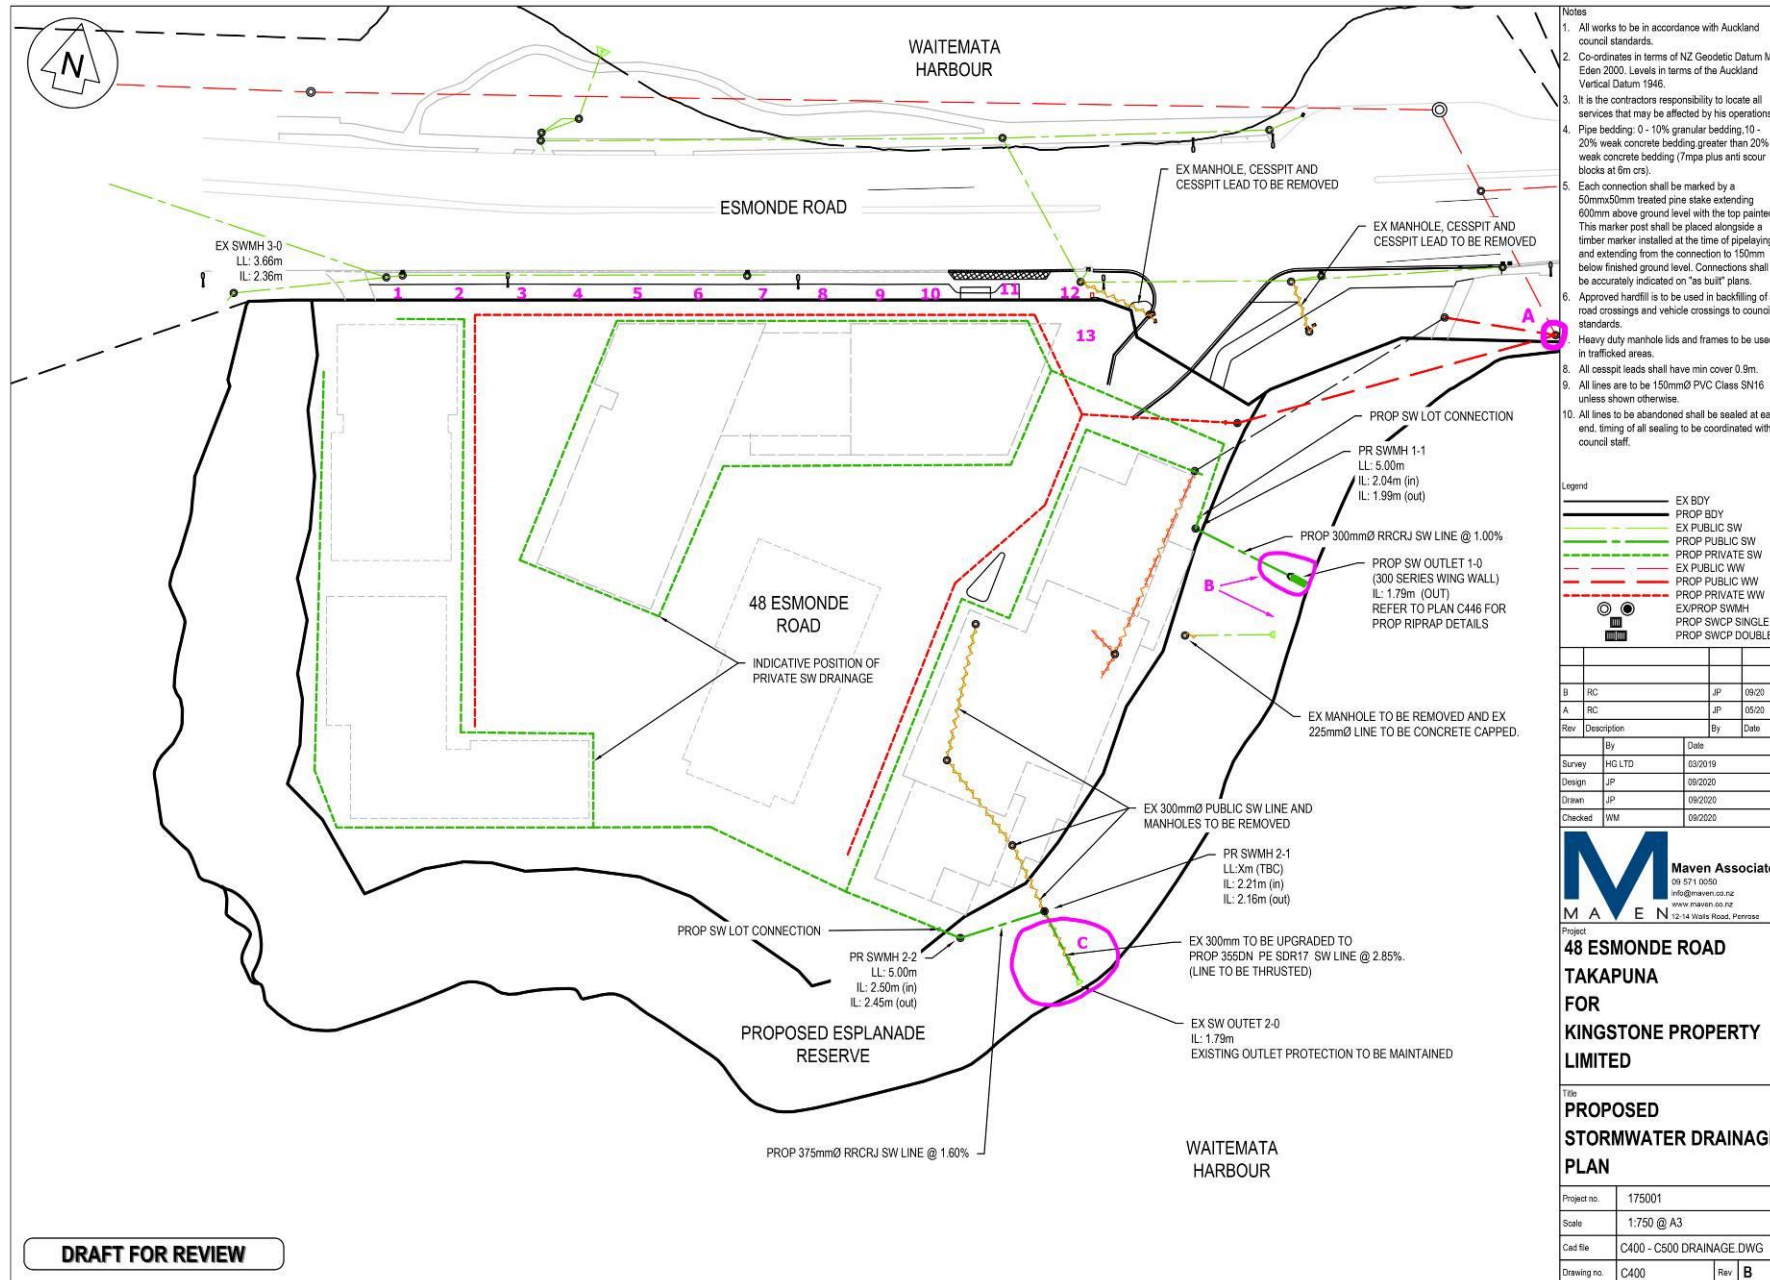 N
WAITEMATA
HARBOUR
EX MANHOLE, CESSPIT AND
CESSPIT LEAD TO BE REMOVED
ESMONDE ROAD
EX MANHOLE, CESSPIT AND
CESSPIT LEAD TO BE REMOVED
EX SWMH 3-0
LL: 3.66m
IL: 2.36m
1 2 3 4 5 6 7 8 9 10 11 12
13
A
PROP SW LOT CONNECTION
PR SWMH 1-1
LL: 5.00m
IL: 2.04m (in)
IL: 1.99m (out)
PROP 300mmØ RRCRJ SW LINE @ 1.00%
PROP SW OUTLET 1-0
(300 SERIES WING WALL)
IL: 1.79m (OUT)
REFER TO PLAN C446 FOR
PROP RIPRAP DETAILS
B
48 ESMONDE
ROAD
INDICATIVE POSITION OF
PRIVATE SW DRAINAGE
EX MANHOLE TO BE REMOVED AND EX
225mmØ LINE TO BE CONCRETE CAPPED.
EX 300mmØ PUBLIC SW LINE AND
MANHOLES TO BE REMOVED
PR SWMH 2-1
LL:Xm (TBC)
IL: 2.21m (in)
IL: 2.16m (out)
PROP SW LOT CONNECTION
PR SWMH 2-2
LL: 5.00m
IL: 2.50m (in)
IL: 2.45m (out)
C
EX 300mm TO BE UPGRADED TO
PROP 355DN PE SDR17 SW LINE @ 2.85%.
(LINE TO BE THRUSTED)
EX SW OUTET 2-0
IL: 1.79m
EXISTING OUTLET PROTECTION TO BE MAINTAINED
PROPOSED ESPLANADE
RESERVE
PROP 375mmØ RRCRJ SW LINE @ 1.60%
WAITEMATA
HARBOUR
DRAFT FOR REVIEW
Notes
1. All works to be in accordance with Auckland
council standards.
2. Co-ordinates in terms of NZ Geodetic Datum M
Eden 2000. Levels in terms of the Auckland
Vertical Datum 1946.
3. It is the contractors responsibility to locate all
services that may be affected by his operations
4. Pipe bedding: 0 - 10% granular bedding,10 -
20% weak concrete bedding,greater than 20%
weak concrete bedding (7mpa plus anti scour
blocks at 6m crs).
5. Each connection shall be marked by a
50mmx50mm treated pine stake extending
600mm above ground level with the top painted
This marker post shall be placed alongside a
timber marker installed at the time of pipelaying
and extending from the connection to 150mm
below finished ground level. Connections shall
be accurately indicated on "as built" plans.
6. Approved hardfill is to be used in backfilling of
road crossings and vehicle crossings to council
standards.
Heavy duty manhole lids and frames to be used
in trafficked areas.
8. All cesspit leads shall have min cover 0.9m.
9. All lines are to be 150mmØ PVC Class SN16
unless shown otherwise.
10. All lines to be abandoned shall be sealed at ea
end. timing of all sealing to be coordinated with
council staff.
Legend
EX BDY
PROP BDY
EX PUBLIC SW
PROP PUBLIC SW
PROP PRIVATE SW
EX PUBLIC WW
PROP PUBLIC WW
PROP PRIVATE WW
EX/PROP SWMH
PROP SWCP SINGLE
PROP SWCP DOUBLE
B RC JP 09/20
A RC JP 05/20
Rev Description By Date
By Date
Survey HG LTD 03/2019
Design JP 09/2020
Drawn JP 09/2020
Checked WM 09/2020
MAVEN
Maven Associate
09 571 0050
info@maven.co.nz
www.maven.co.nz
12-14 Walls Road, Penrose
Project
48 ESMONDE ROAD
TAKAPUNA
FOR
KINGSTONE PROPERTY
LIMITED
Title
PROPOSED
STORMWATER DRAINAGE
PLAN
Project no. 175001
Scale 1:750 @ A3
Cad file C400 - C500 DRAINAGE.DWG
Drawing no. C400 Rev B